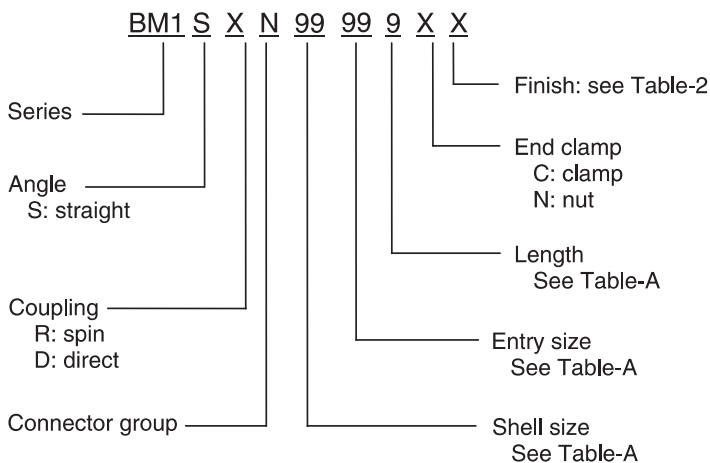 BM1 S X N 99 99 9 X X
Series
Angle
S: straight
Coupling
R: spin
D: direct
Connector group
Finish: see Table-2
End clamp
C: clamp
N: nut
Length
See Table-A
Entry size
See Table-A
Shell size
See Table-A